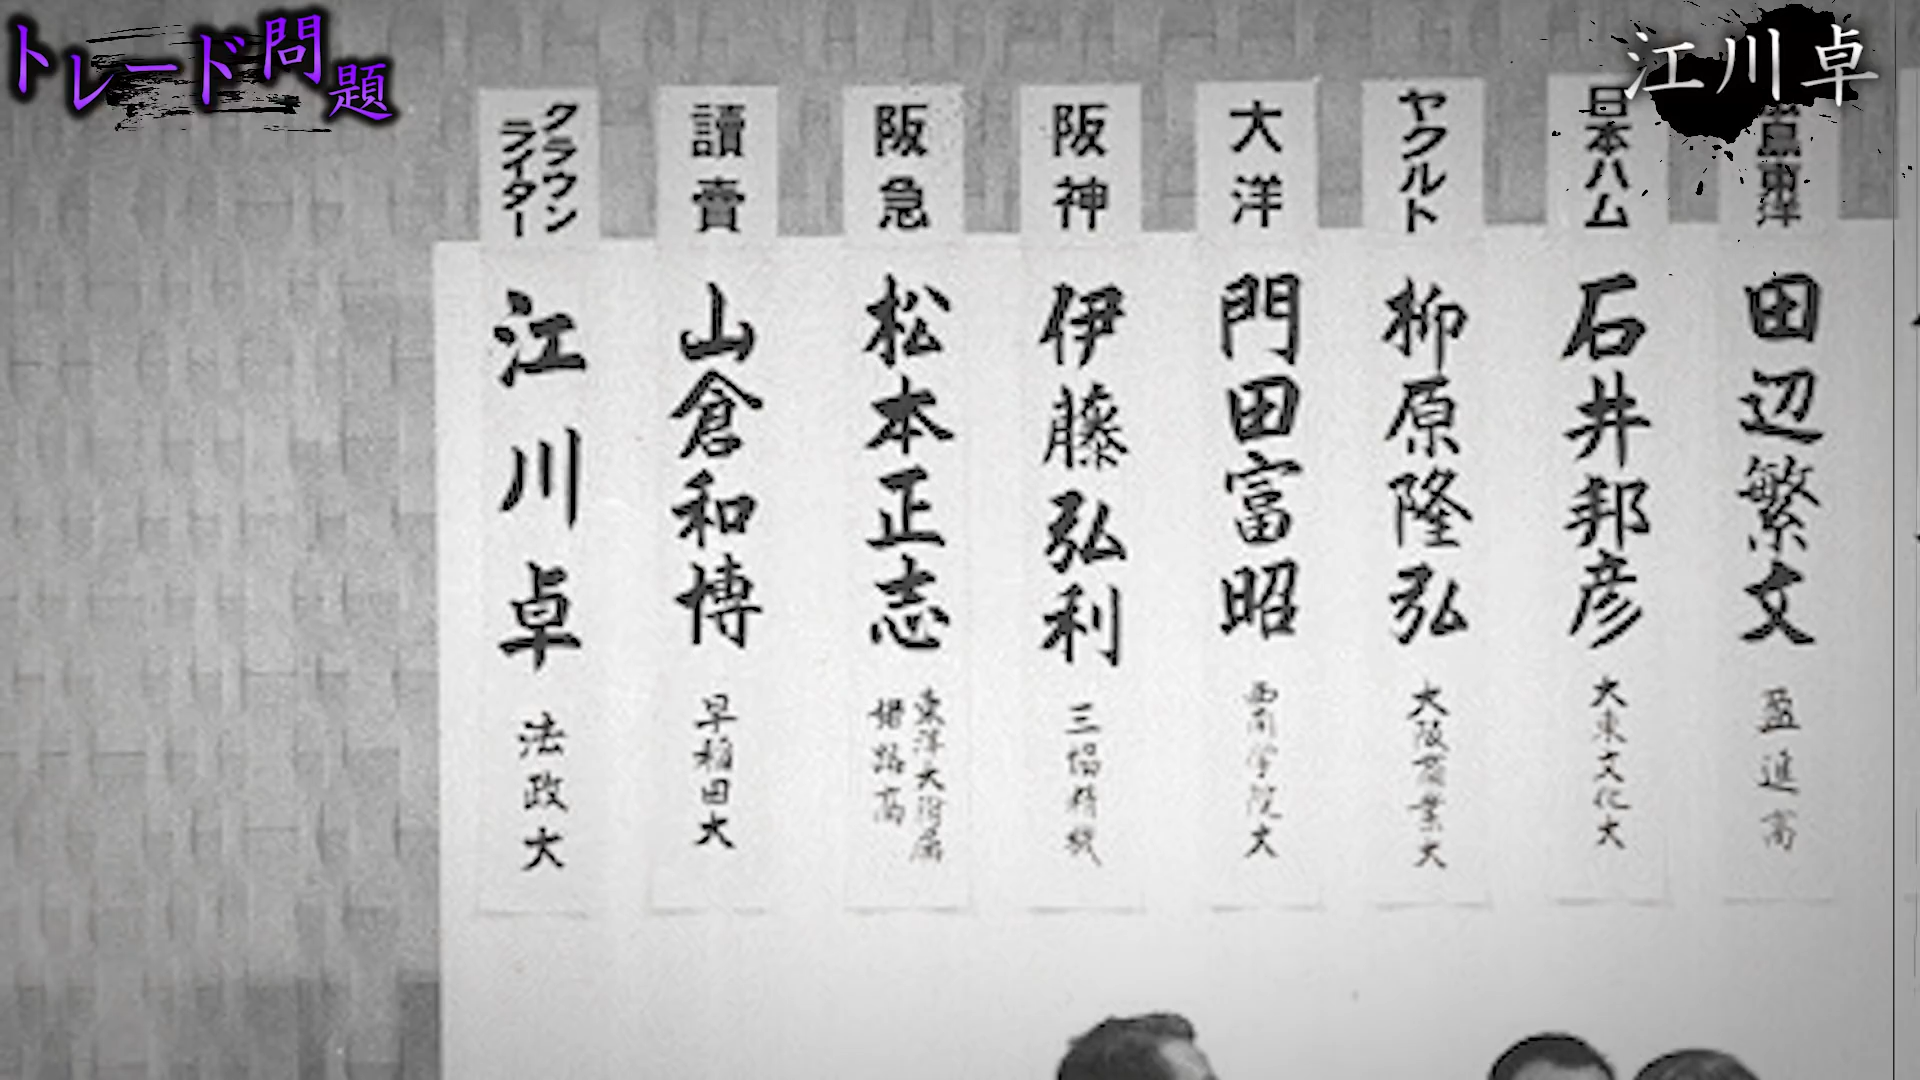 トレード問題
江川卓
クラウン
ライター
江川卓
法政大
讀賣
山倉和博
早稲田大
阪急
松本正志
東洋大附属
姫路高
阪神
伊藤弘利
三協精機
大洋
門田富昭
西南学院大
ヤクルト
柳原隆弘
大阪商業大
日本ハム
石井邦彦
大東文化大
島東洋
田辺繁文
盈進高